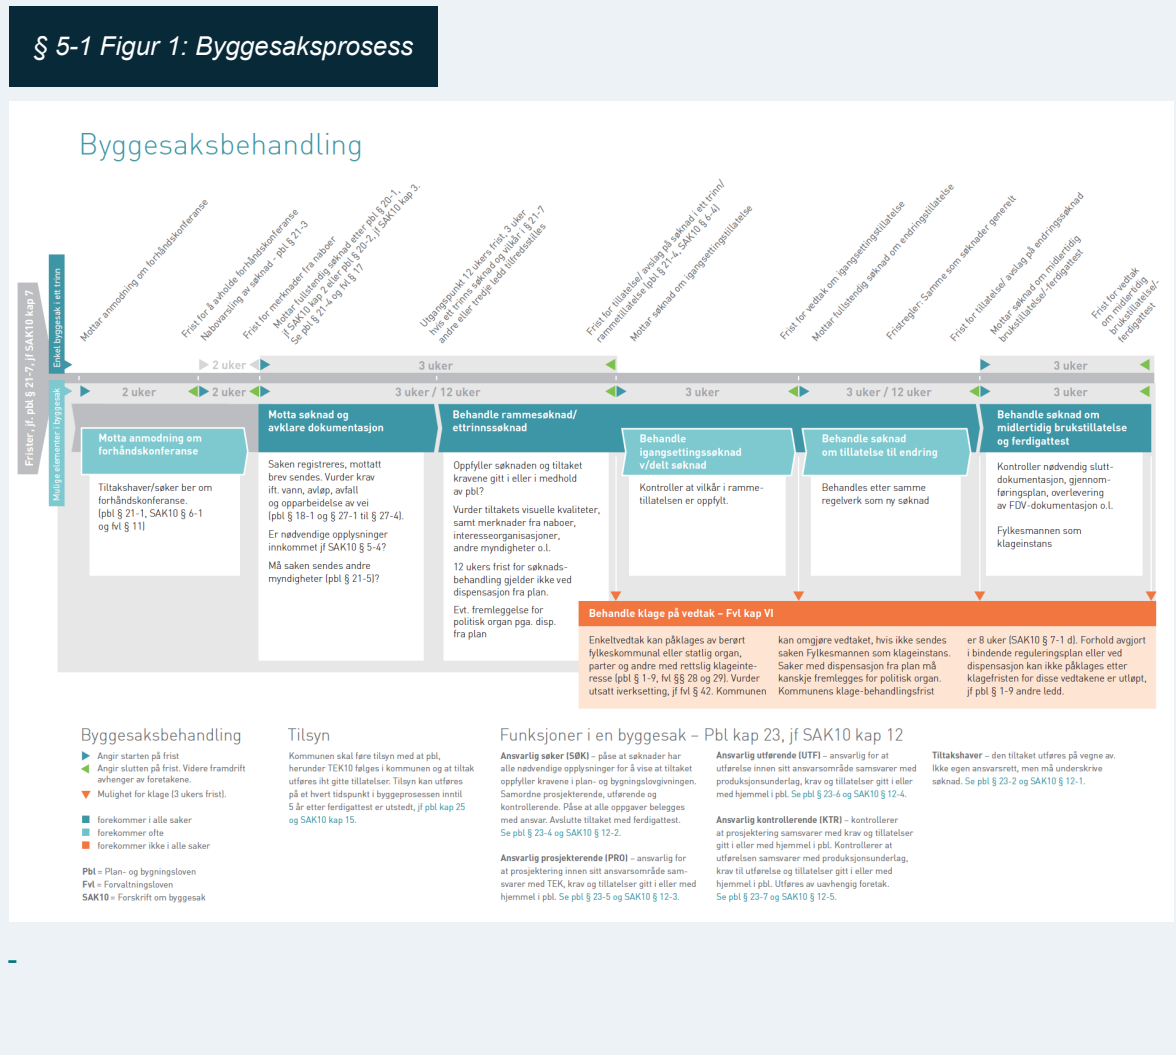 § 5-1 Figur 1: Byggesaksprosess
Byggesaksbehandling
Mottar anmodning om forhåndskonferanse
Frist for å avholde forhåndskonferanse
Nabovarsling av søknad - pbl § 21-3
Frist for merknader fra naboer
Mottar fullstendig søknad etter pbl § 20-1,
jf SAK10 kap 2 eller pbl § 20-2, jf SAK10 kap 3.
Se pbl § 21-4 og fvl § 17
Utgangspunkt 12 ukers frist, 3 uker
hvis ett trinns søknad og vilkår i § 21-7
andre eller tredje ledd tilfredsstilles
Frist for tillatelse/ avslag på søknad i ett trinn/
rammetillatelse (pbl § 21-4, SAK10 § 6-4)
Mottar søknad om igangsettingstillatelse
Frist for vedtak om igangsettingstillatelse
Mottar fullstendig søknad om endringstillatelse
Fristregler: Samme som søknader generelt
Frist for tillatelse/ avslag på endringssøknad
Mottar søknad om midlertidig
brukstillatelse/-ferdigattest
Frist for vedtak
om midlertidig
brukstillatelse/-
ferdigattest
Frister, jf. pbl § 21-7, jf SAK10 kap 7
Enkel byggesak i ett trinn
Mulige elementer i byggesak
2 uker
3 uker
3 uker
2 uker
2 uker
3 uker / 12 uker
3 uker
3 uker / 12 uker
3 uker
Motta anmodning om
forhåndskonferanse
Tiltakshaver/søker ber om
forhåndskonferanse.
(pbl § 21-1, SAK10 § 6-1
og fvl § 11)
Motta søknad og
avklare dokumentasjon
Saken registreres, mottatt
brev sendes. Vurder krav
ift. vann, avløp, avfall
og opparbeidelse av vei
(pbl § 18-1 og § 27-1 til § 27-4).
Er nødvendige opplysninger
innkommet jf SAK10 § 5-4?
Må saken sendes andre
myndigheter (pbl § 21-5)?
Behandle rammesøknad/
ettrinnssøknad
Oppfyller søknaden og tiltaket
kravene gitt i eller i medhold
av pbl?
Vurder tiltakets visuelle kvaliteter,
samt merknader fra naboer,
interesseorganisasjoner,
andre myndigheter o.l.
12 ukers frist for søknads-
behandling gjelder ikke ved
dispensasjon fra plan.
Evt. fremleggelse for
politisk organ pga. disp.
fra plan
Behandle
igangsettingssøknad
v/delt søknad
Kontroller at vilkår i ramme-
tillatelsen er oppfylt.
Behandle søknad
om tillatelse til endring
Behandles etter samme
regelverk som ny søknad
Behandle søknad om
midlertidig brukstillatelse
og ferdigattest
Kontroller nødvendig slutt-
dokumentasjon, gjennom-
føringsplan, overlevering
av FDV-dokumentasjon o.l.
Fylkesmannen som
klageinstans
Behandle klage på vedtak – Fvl kap VI
Enkeltvedtak kan påklages av berørt
fylkeskommunal eller statlig organ,
parter og andre med rettslig klageinte-
resse (pbl § 1-9, fvl §§ 28 og 29). Vurder
utsatt iverksetting, jf fvl § 42. Kommunen
kan omgjøre vedtaket, hvis ikke sendes
saken Fylkesmannen som klageinstans.
Saker med dispensasjon fra plan må
kanskje fremlegges for politisk organ.
Kommunens klage-behandlingsfrist
er 8 uker (SAK10 § 7-1 d). Forhold avgjort
i bindende reguleringsplan eller ved
dispensasjon kan ikke påklages etter
klagefristen for disse vedtakene er utløpt,
jf pbl § 1-9 andre ledd.
Byggesaksbehandling
Angir starten på frist
Angir slutten på frist. Videre framdrift
avhenger av foretakene.
Mulighet for klage (3 ukers frist).
forekommer i alle saker
forekommer ofte
forekommer ikke i alle saker
Pbl = Plan- og bygningsloven
Fvl = Forvaltningsloven
SAK10 = Forskrift om byggesak
Tilsyn
Kommunen skal føre tilsyn med at pbl,
herunder TEK10 følges i kommunen og at tiltak
utføres iht gitte tillatelser. Tilsyn kan utføres
på et hvert tidspunkt i byggeprosessen inntil
5 år etter ferdigattest er utstedt, jf pbl kap 25
og SAK10 kap 15.
Funksjoner i en byggesak – Pbl kap 23, jf SAK10 kap 12
Ansvarlig søker (SØK) – påse at søknader har
alle nødvendige opplysninger for å vise at tiltaket
oppfyller kravene i plan- og bygningslovgivningen.
Samordne prosjekterende, utførende og
kontrollerende. Påse at alle oppgaver belegges
med ansvar. Avslutte tiltaket med ferdigattest.
Se pbl § 23-4 og SAK10 § 12-2.
Ansvarlig prosjekterende (PRO) – ansvarlig for
at prosjektering innen sitt ansvarsområde sam-
svarer med TEK, krav og tillatelser gitt i eller med
hjemmel i pbl. Se pbl § 23-5 og SAK10 § 12-3.
Ansvarlig utførende (UTF) – ansvarlig for at
utførelse innen sitt ansvarsområde samsvarer med
produksjonsunderlag, krav og tillatelser gitt i eller
med hjemmel i pbl. Se pbl § 23-6 og SAK10 § 12-4.
Ansvarlig kontrollerende (KTR) – kontrollerer
at prosjektering samsvarer med krav og tillatelser
gitt i eller med hjemmel i pbl. Kontrollerer at
utførelsen samsvarer med produksjonsunderlag,
krav til utførelse og tillatelser gitt i eller med
hjemmel i pbl. Utføres av uavhengig foretak.
Se pbl § 23-7 og SAK10 § 12-5.
Tiltakshaver – den tiltaket utføres på vegne av.
Ikke egen ansvarsrett, men må underskrive
søknad. Se pbl § 23-2 og SAK10 § 12-1.